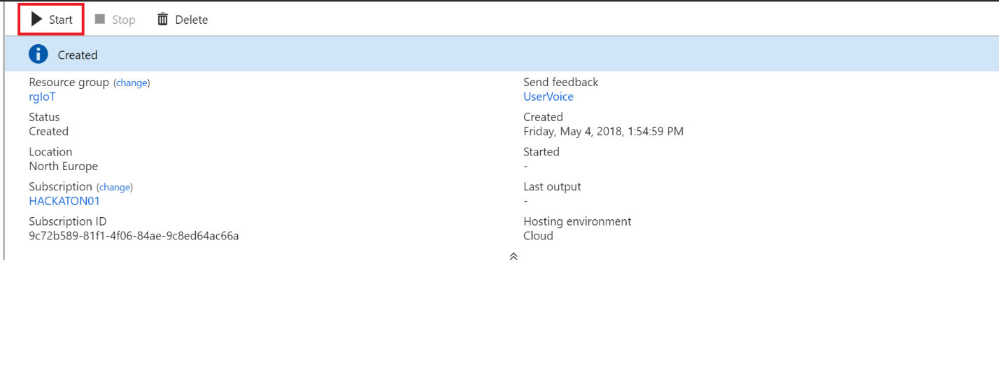 Start Stop Delete
Created
Resource group (change)
rgIoT
Status
Created
Location
North Europe
Subscription (change)
HACKATON01
Subscription ID
9c72b589-81f1-4f06-84ae-9c8ed64ac66a
Send feedback
UserVoice
Created
Friday, May 4, 2018, 1:54:59 PM
Started
-
Last output
-
Hosting environment
Cloud